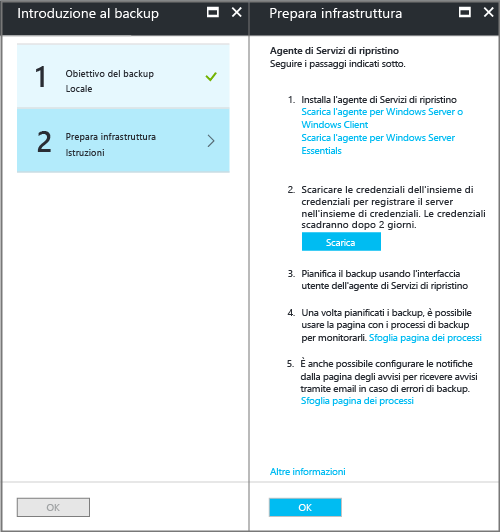 Introduzione al backup
1
Obiettivo del backup
Locale
2
Prepara infrastruttura
Istruzioni
OK
Prepara infrastruttura
Agente di Servizi di ripristino
Seguire i passaggi indicati sotto.
1. Installa l'agente di Servizi di ripristino
Scarica l'agente per Windows Server o
Windows Client
Scarica l'agente per Windows Server
Essentials
2. Scaricare le credenziali dell'insieme di
credenziali per registrare il server
nell'insieme di credenziali. Le credenziali
scadranno dopo 2 giorni.
Scarica
3. Pianifica il backup usando l'interfaccia
utente dell'agente di Servizi di ripristino
4. Una volta pianificati i backup, è possibile
usare la pagina con i processi di backup
per monitorarli. Sfoglia pagina dei processi
5. È anche possibile configurare le notifiche
dalla pagina degli avvisi per ricevere avvisi
tramite email in caso di errori di backup.
Sfoglia pagina dei processi
Altre informazioni
OK